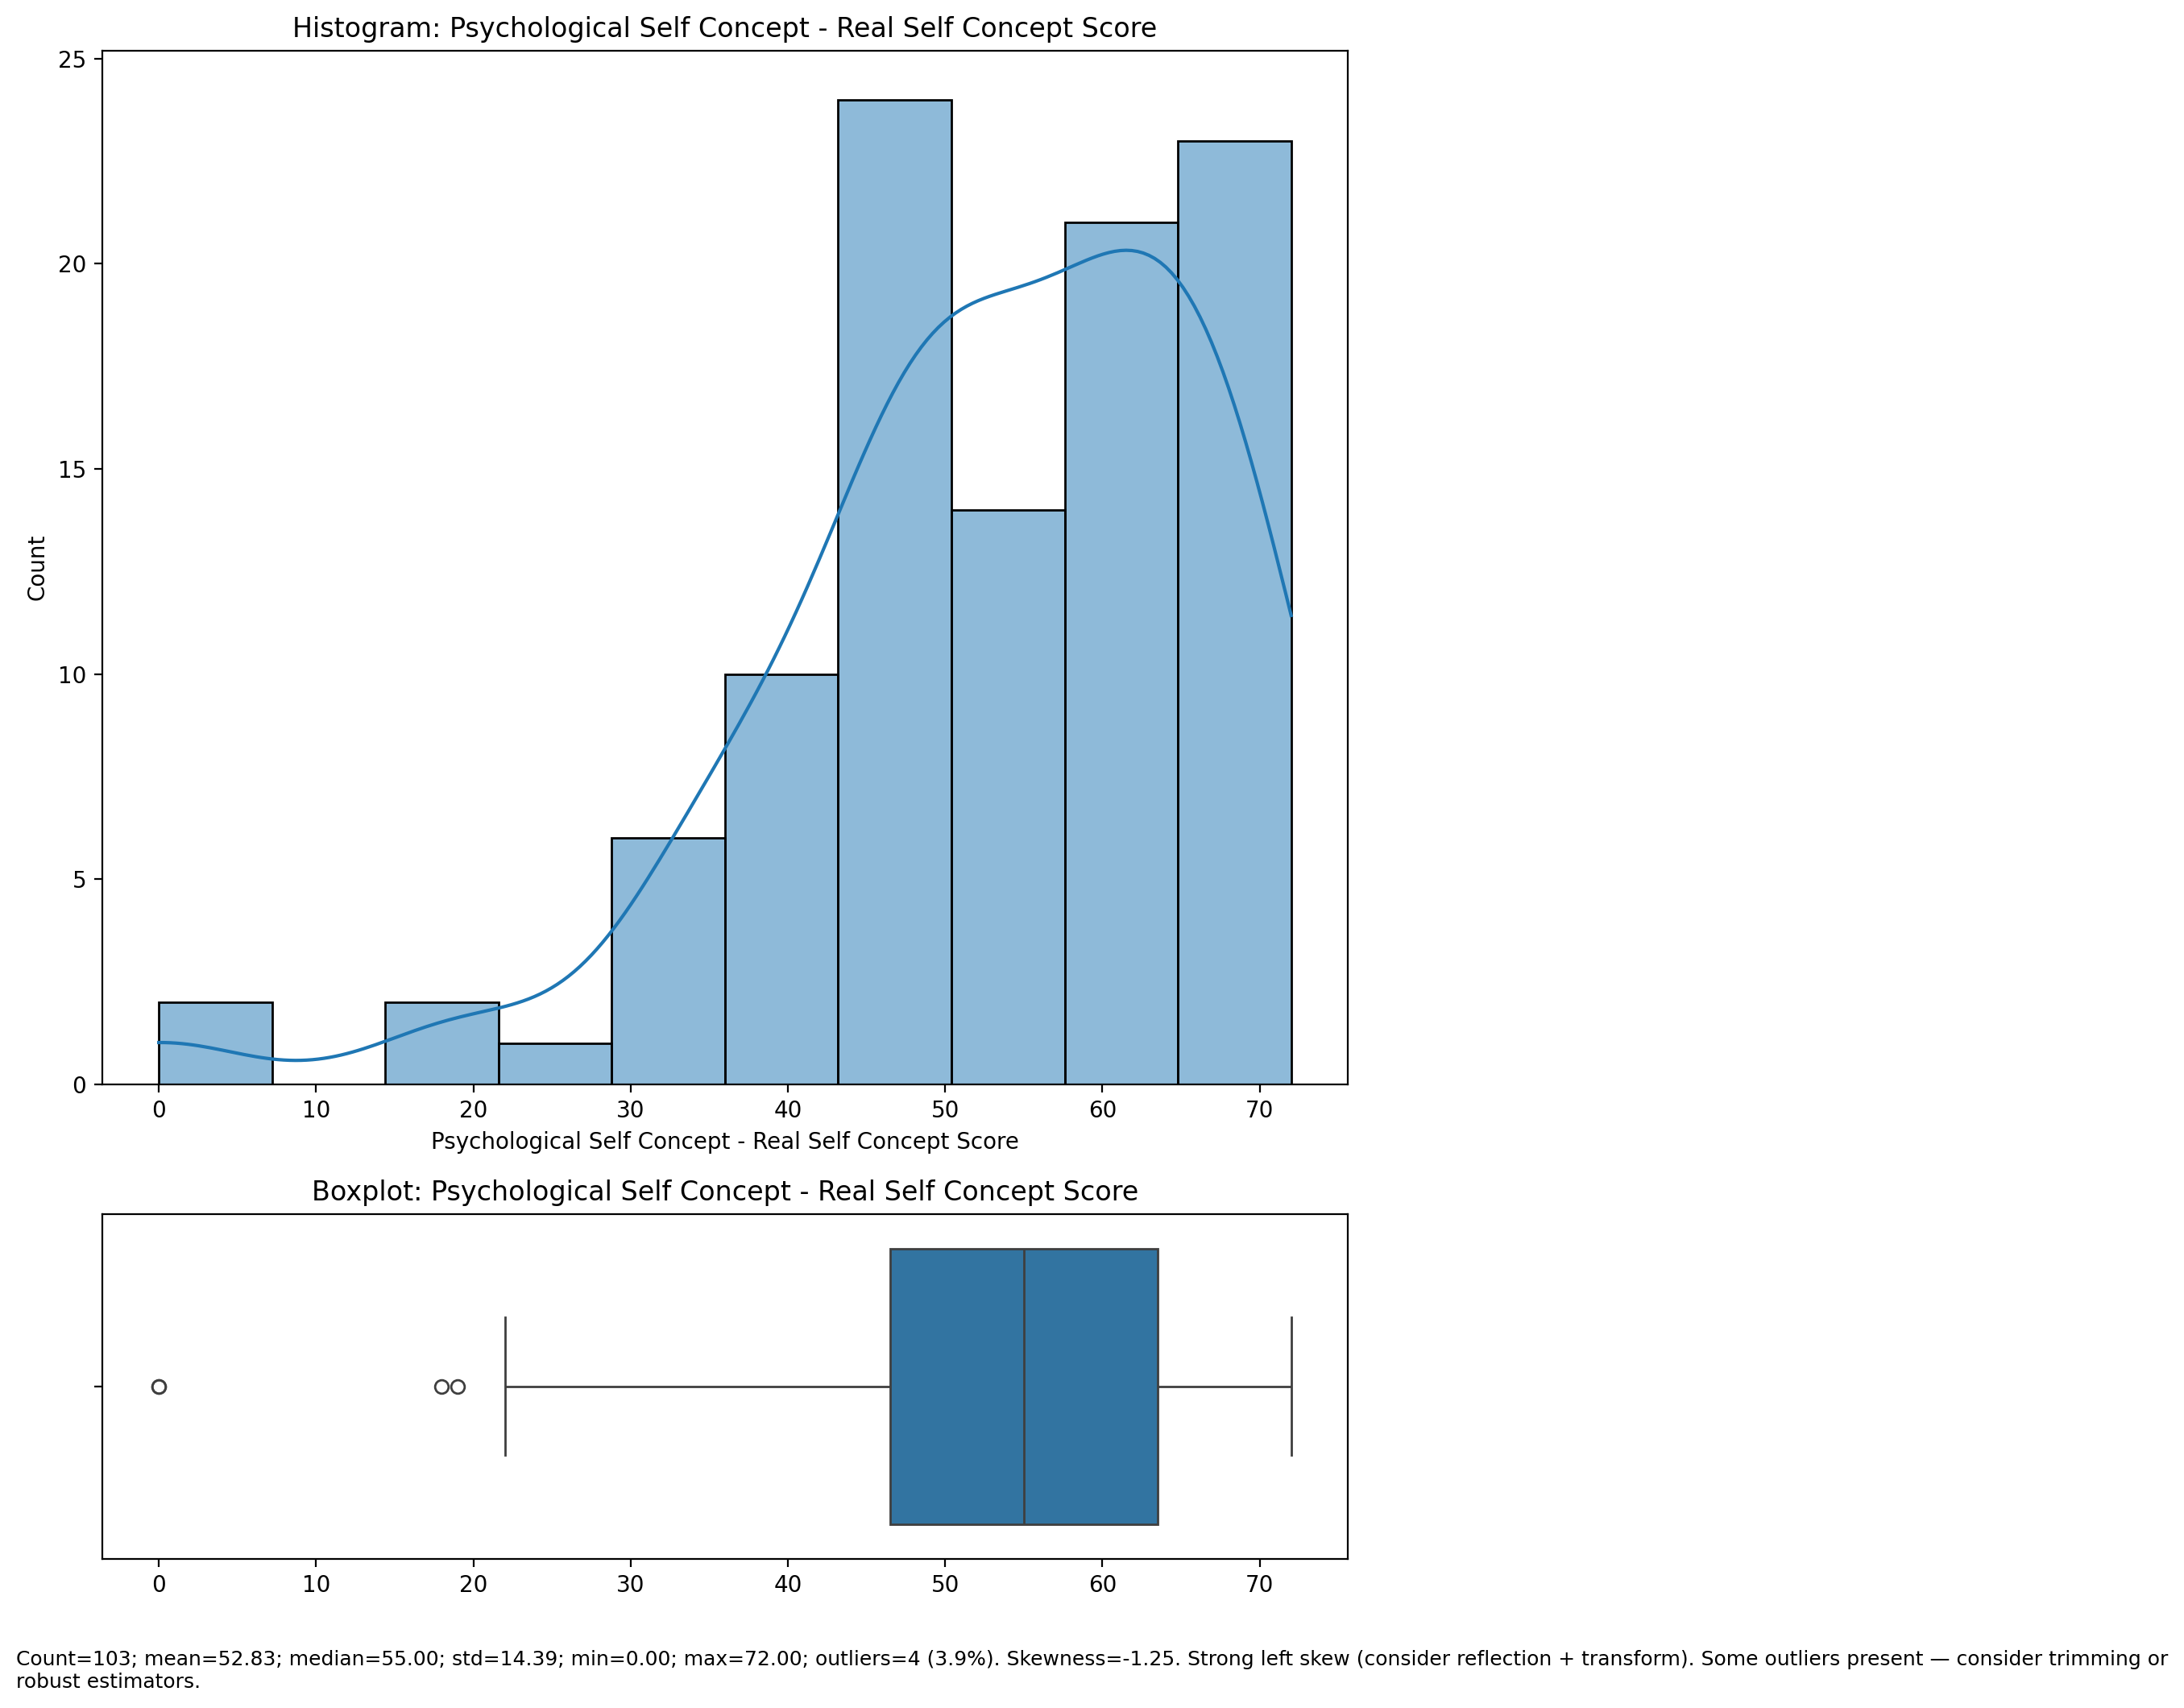 Histogram: Psychological Self Concept - Real Self Concept Score
25
20
15
10
5
0
Count
0 10 20 30 40 50 60 70
Psychological Self Concept - Real Self Concept Score
Boxplot: Psychological Self Concept - Real Self Concept Score
0 10 20 30 40 50 60 70
Count=103; mean=52.83; median=55.00; std=14.39; min=0.00; max=72.00; outliers=4 (3.9%). Skewness=-1.25. Strong left skew (consider reflection + transform). Some outliers present — consider trimming or
robust estimators.